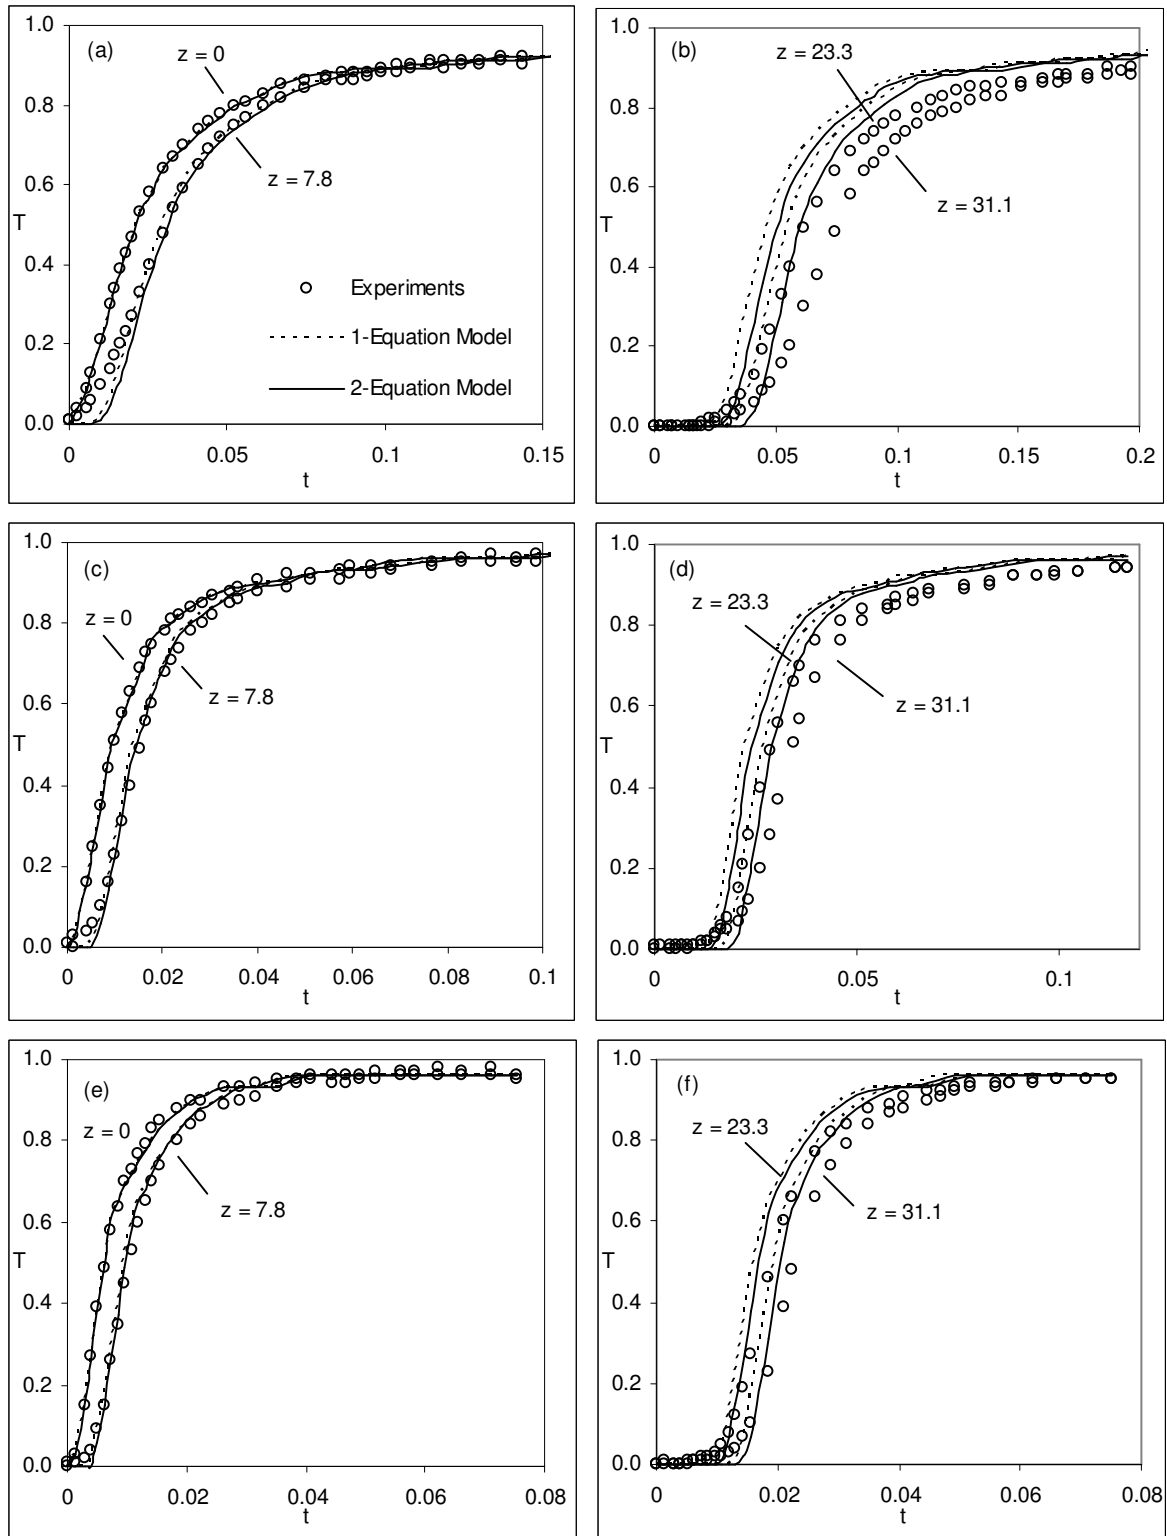 (a)
z = 0
z = 7.8
Experiments
1-Equation Model
2-Equation Model
1.0
0.8
0.6
T
0.4
0.2
0.0
0 0.05 0.1 0.15
t
(b)
z = 23.3
z = 31.1
1.0
0.8
0.6
T
0.4
0.2
0.0
0 0.05 0.1 0.15 0.2
t
(c)
z = 0
z = 7.8
1.0
0.8
0.6
T
0.4
0.2
0.0
0 0.02 0.04 0.06 0.08 0.1
t
(d)
z = 23.3
z = 31.1
1.0
0.8
0.6
T
0.4
0.2
0.0
0 0.05 0.1
t
(e)
z = 0
z = 7.8
1.0
0.8
0.6
T
0.4
0.2
0.0
0 0.02 0.04 0.06 0.08
t
(f)
z = 23.3
z = 31.1
1.0
0.8
0.6
T
0.4
0.2
0.0
0 0.02 0.04 0.06 0.08
t